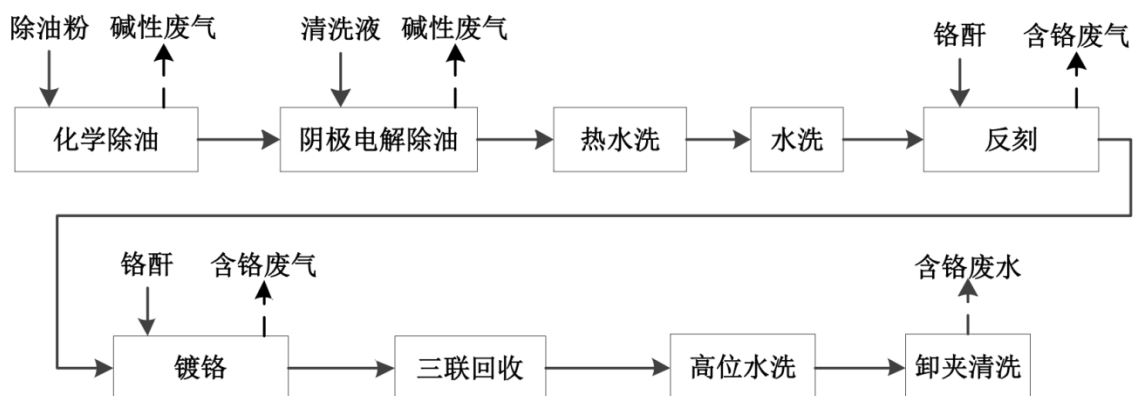 除油粉 碱性废气 清洗液 碱性废气 铬酐 含铬废气
化学除油 阴极电解除油 热水洗 水洗 反刻
铬酐 含铬废气 含铬废水
镀铬 三联回收 高位水洗 卸夹清洗